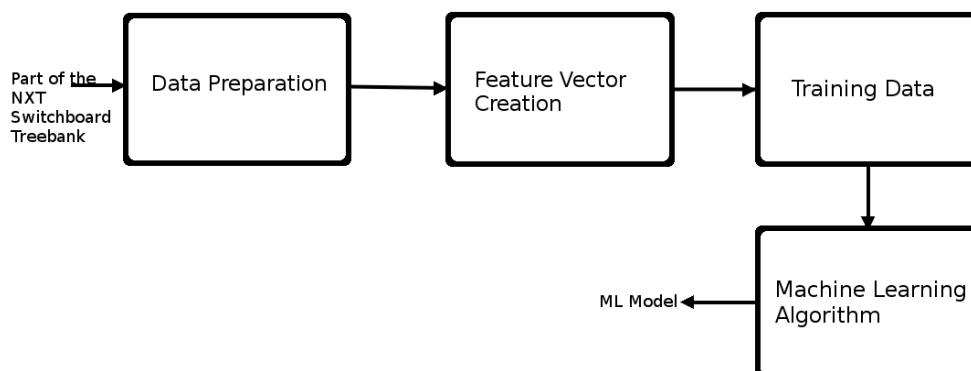 Part of the
NXT
Switchboard
Treebank
Data Preparation
Feature Vector
Creation
Training Data
Machine Learning
Algorithm
ML Model